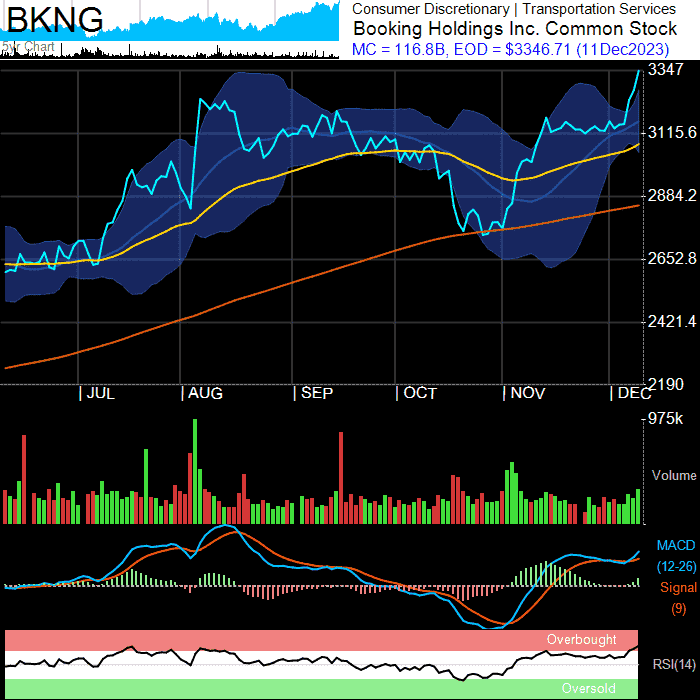 BKNG
5yr Chart
Consumer Discretionary | Transportation Services
Booking Holdings Inc. Common Stock
MC = 116.8B, EOD = $3346.71 (11Dec2023)
3347
3115.6
2884.2
2652.8
2421.4
2190
| JUL | AUG | SEP | OCT | NOV | DEC
975k
Volume
MACD
(12-26)
Signal
(9)
Overbought
RSI(14)
Oversold